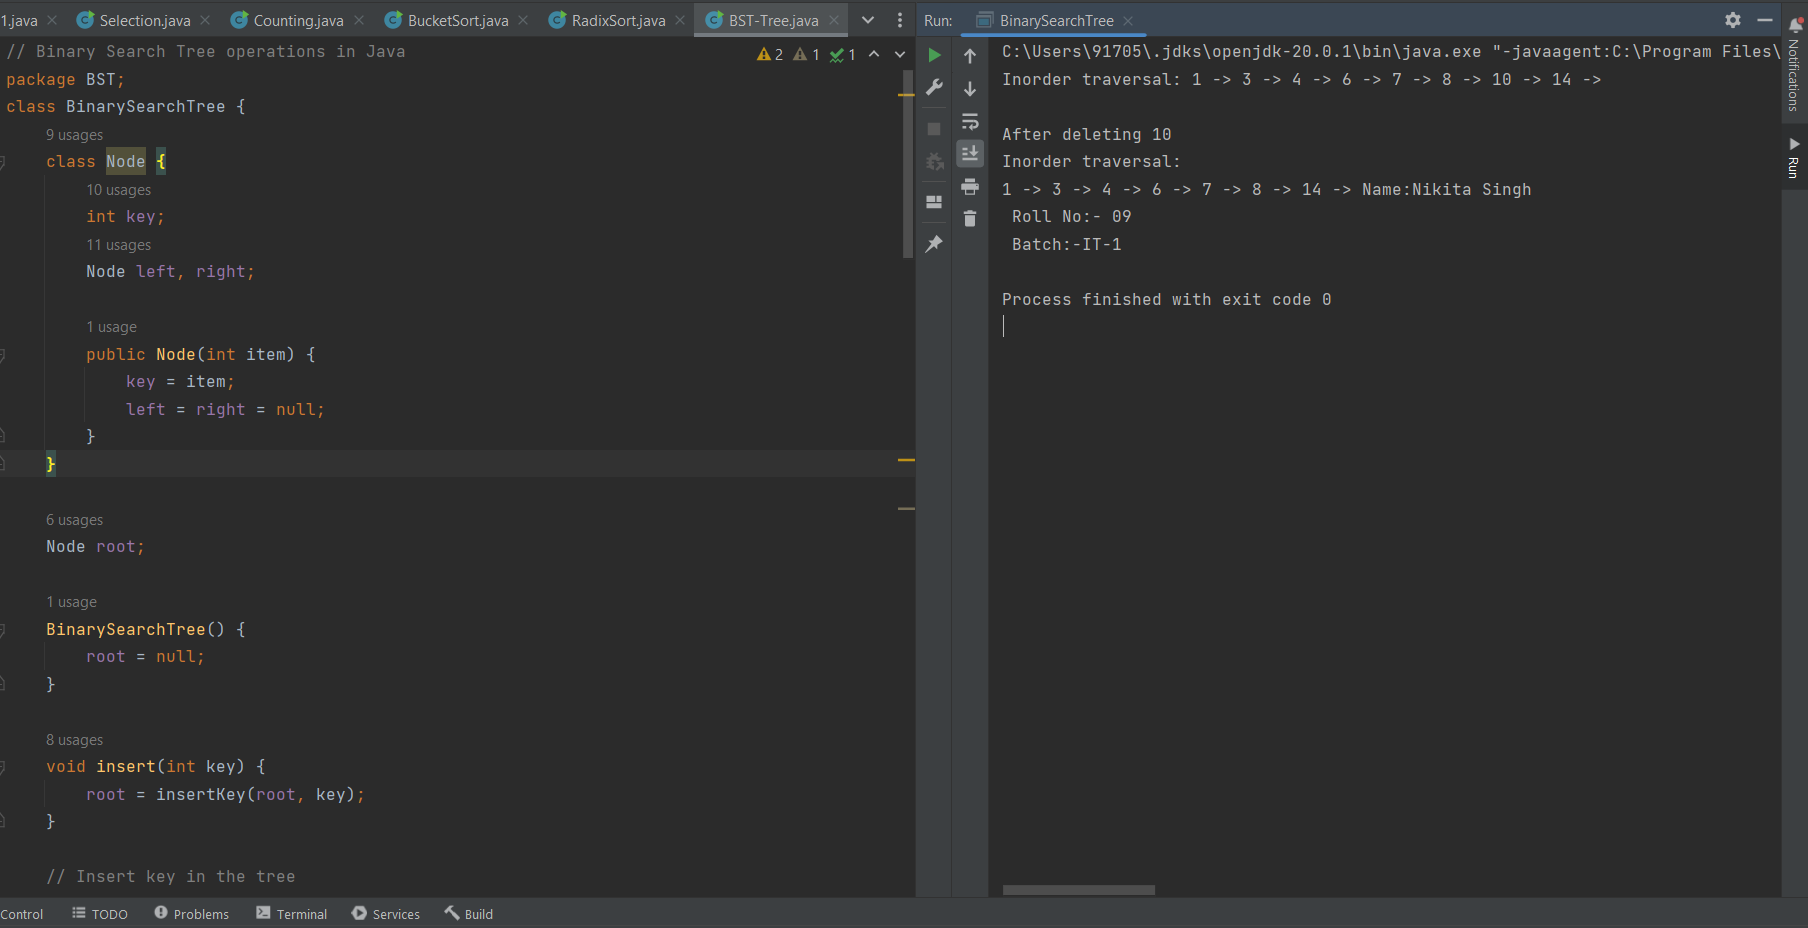 1.java
Selection.java
Counting.java
BucketSort.java
RadixSort.java
BST-Tree.java
// Binary Search Tree operations in Java
2 1 1
package BST;
class BinarySearchTree {
9 usages
class Node {
10 usages
int key;
11 usages
Node left, right;
1 usage
public Node(int item) {
key = item;
left = right = null;
}
}
6 usages
Node root;
1 usage
BinarySearchTree() {
root = null;
}
8 usages
void insert(int key) {
root = insertKey(root, key);
}
// Insert key in the tree
Run: BinarySearchTree
C:\Users\91705\.jdks\openjdk-20.0.1\bin\java.exe "-javaagent:C:\Program Files\
Inorder traversal: 1 -> 3 -> 4 -> 6 -> 7 -> 8 -> 10 -> 14 ->
After deleting 10
Inorder traversal:
1 -> 3 -> 4 -> 6 -> 7 -> 8 -> 14 -> Name:Nikita Singh
Roll No:- 09
Batch:-IT-1
Process finished with exit code 0
Notifications
Run
Control
TODO
Problems
Terminal
Services
Build